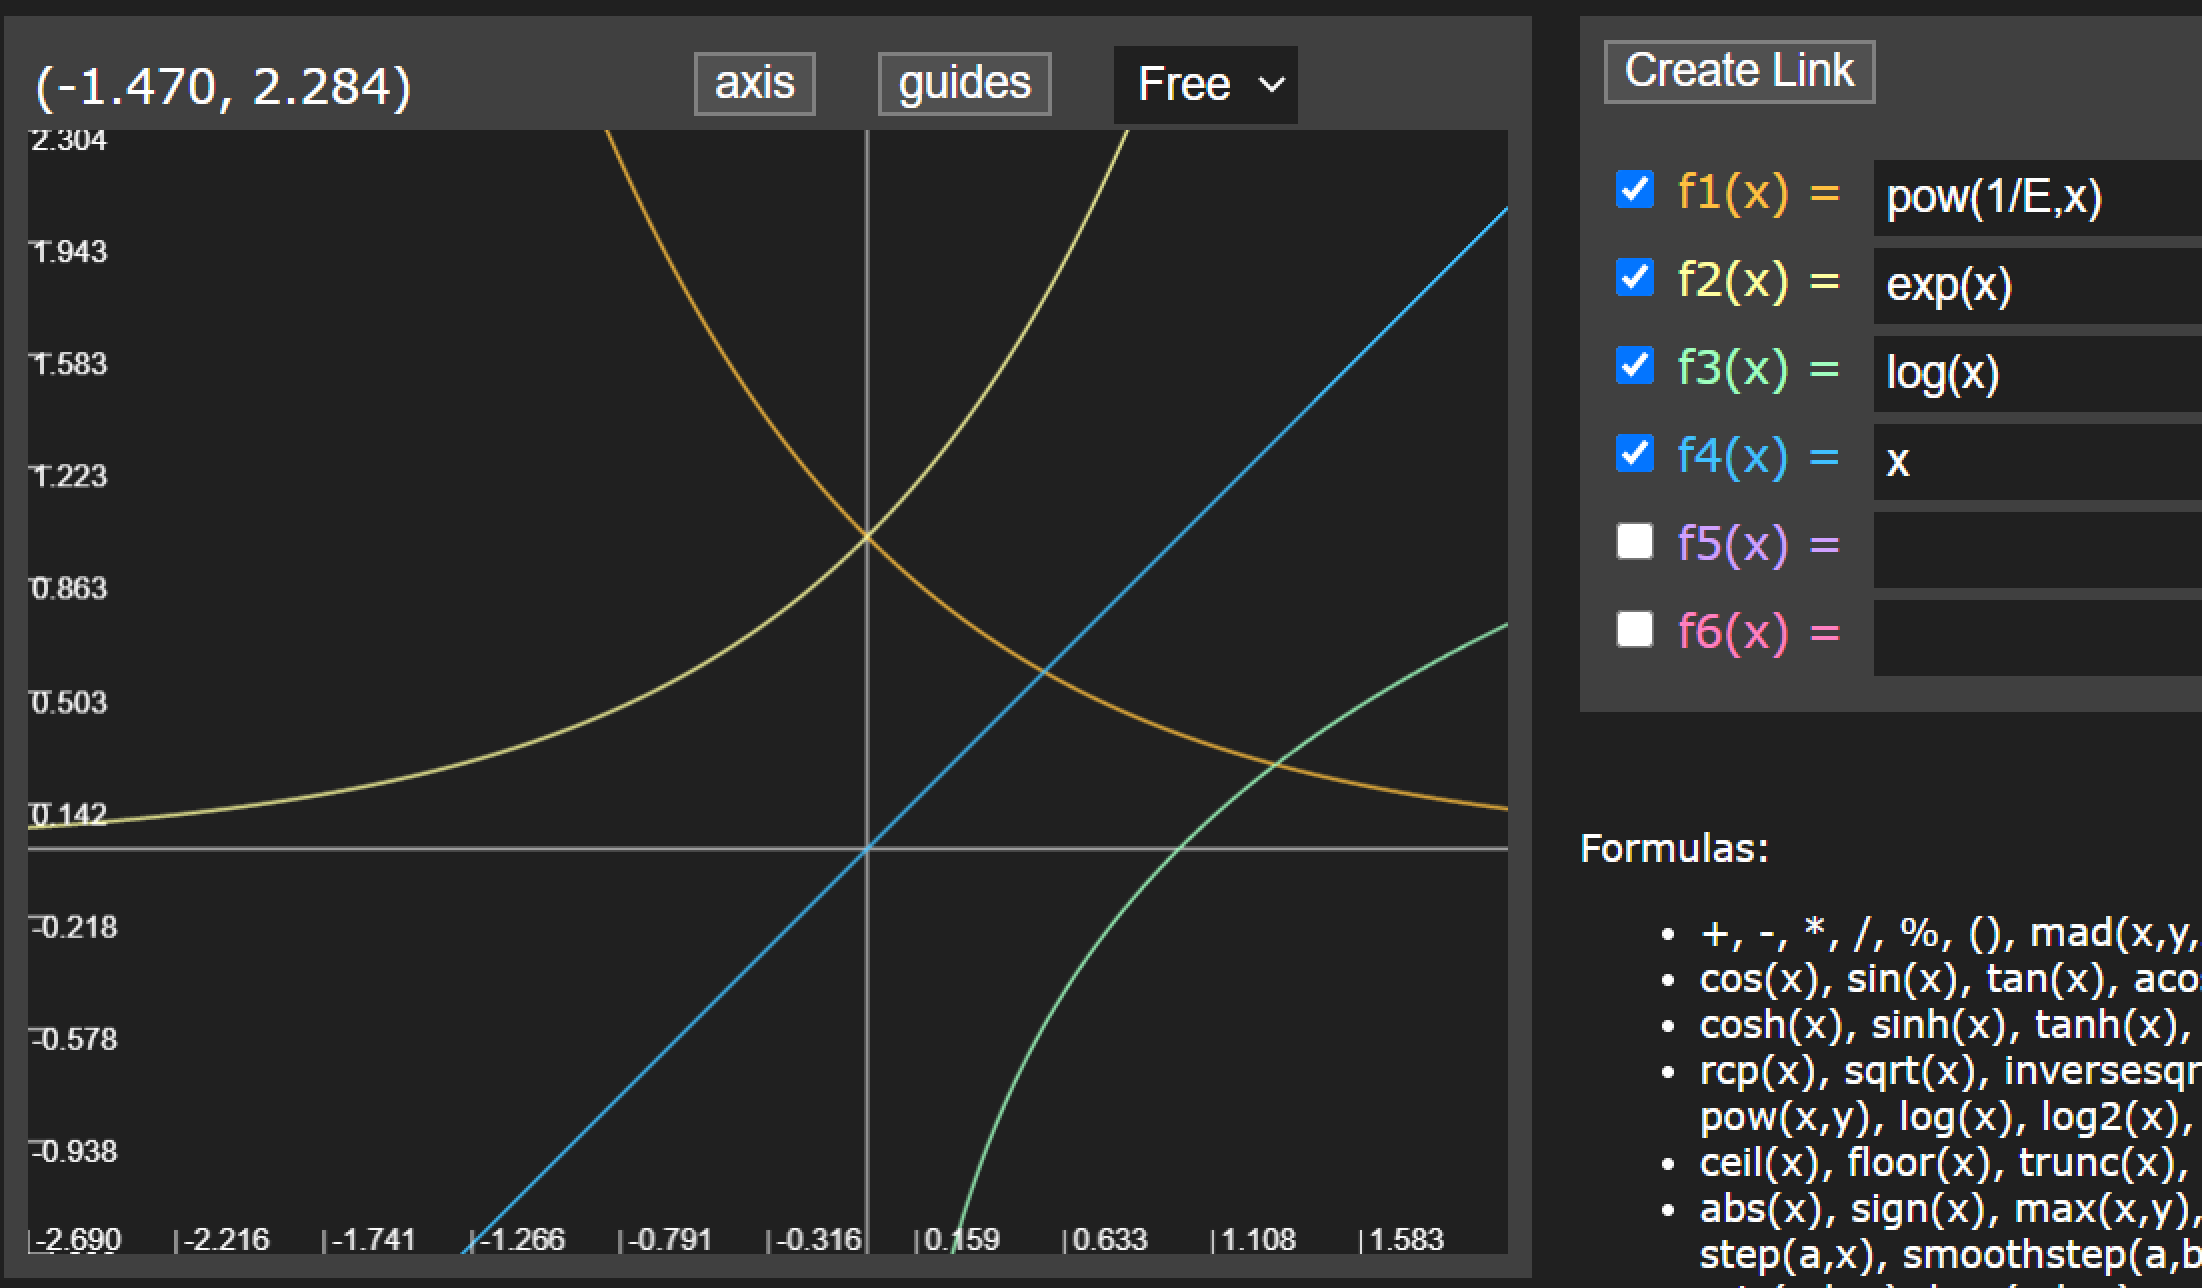 (-1.470, 2.284)
axis
guides
Free
2.304
1.943
1.583
1.223
0.863
0.503
0.142
-0.218
-0.578
-0.938
-2.690
-2.216
-1.741
-1.266
-0.791
-0.316
0.159
0.633
1.108
1.583
Create Link
f1(x) = pow(1/E,x)
f2(x) = exp(x)
f3(x) = log(x)
f4(x) = x
f5(x) =
f6(x) =
Formulas:
+, -, *, /, %, (), mad(x,y,
cos(x), sin(x), tan(x),
cosh(x), sinh(x), tanh(x),
rcp(x), sqrt(x),
pow(x,y), log(x), log2(x),
ceil(x), floor(x), trunc(x),
abs(x), sign(x), max(x,y),
step(a,x),